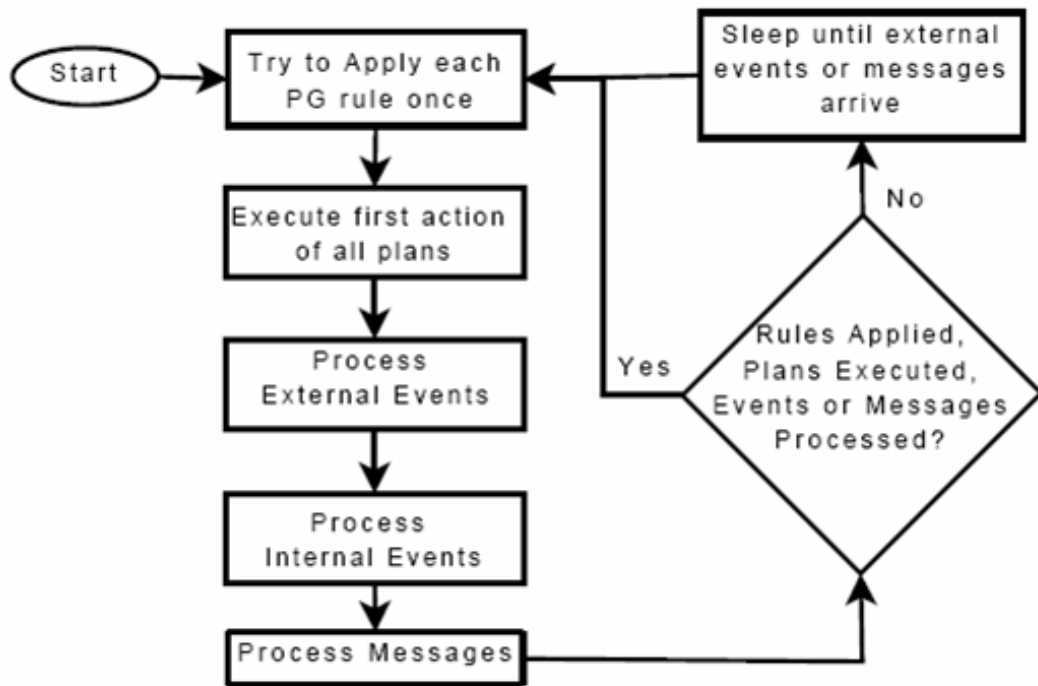 Start
Try to Apply each
PG rule once
Sleep until external
events or messages
arrive
Execute first action
of all plans
No
Process
External Events
Yes
Rules Applied,
Plans Executed,
Events or Messages
Processed?
Process
Internal Events
Process Messages